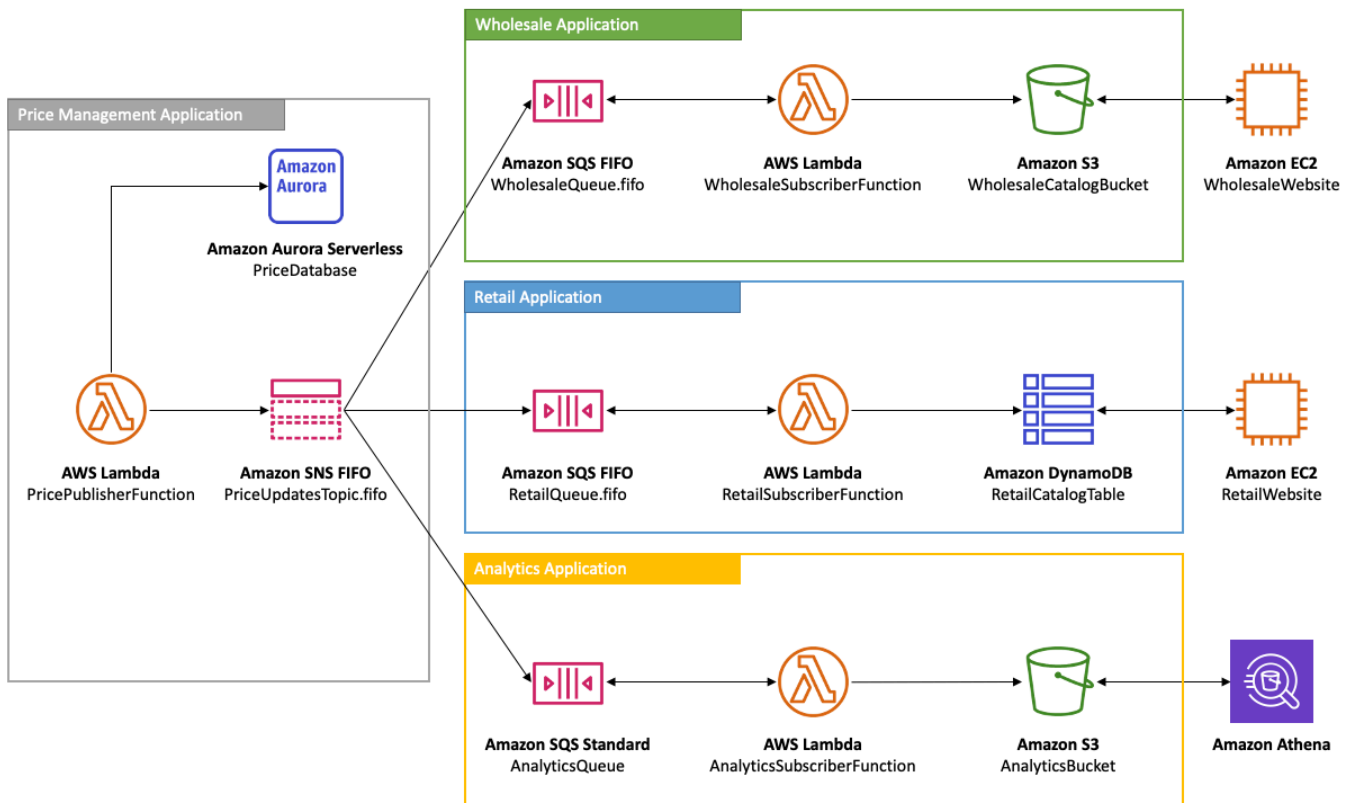 Wholesale Application
Amazon SQS FIFO
WholesaleQueue.fifo
AWS Lambda
WholesaleSubscriberFunction
Amazon S3
WholesaleCatalogBucket
Amazon EC2
WholesaleWebsite
Price Management Application
Amazon
Aurora
Amazon Aurora Serverless
PriceDatabase
AWS Lambda
PricePublisherFunction
Amazon SNS FIFO
PriceUpdatesTopic.fifo
Retail Application
Amazon SQS FIFO
RetailQueue.fifo
AWS Lambda
RetailSubscriberFunction
Amazon DynamoDB
RetailCatalogTable
Amazon EC2
RetailWebsite
Analytics Application
Amazon SQS Standard
AnalyticsQueue
AWS Lambda
AnalyticsSubscriberFunction
Amazon S3
AnalyticsBucket
Amazon Athena